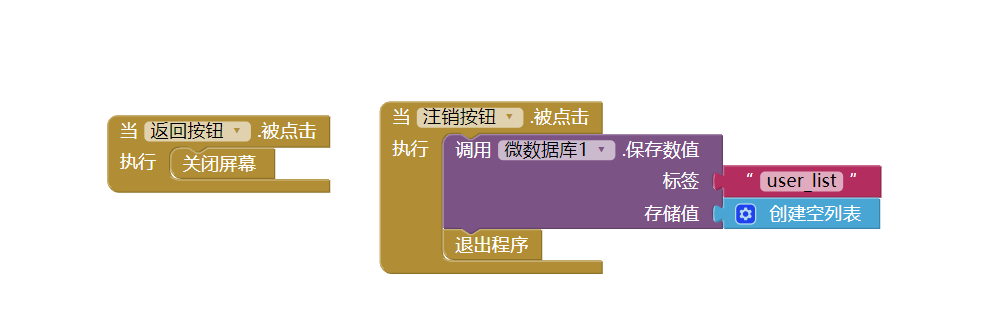 当 返回按钮 .被点击
执行 关闭屏幕
当 注销按钮 .被点击
执行 调用 微数据库1 .保存数值
标签 “ user_list ”
存储值 创建空列表
退出程序